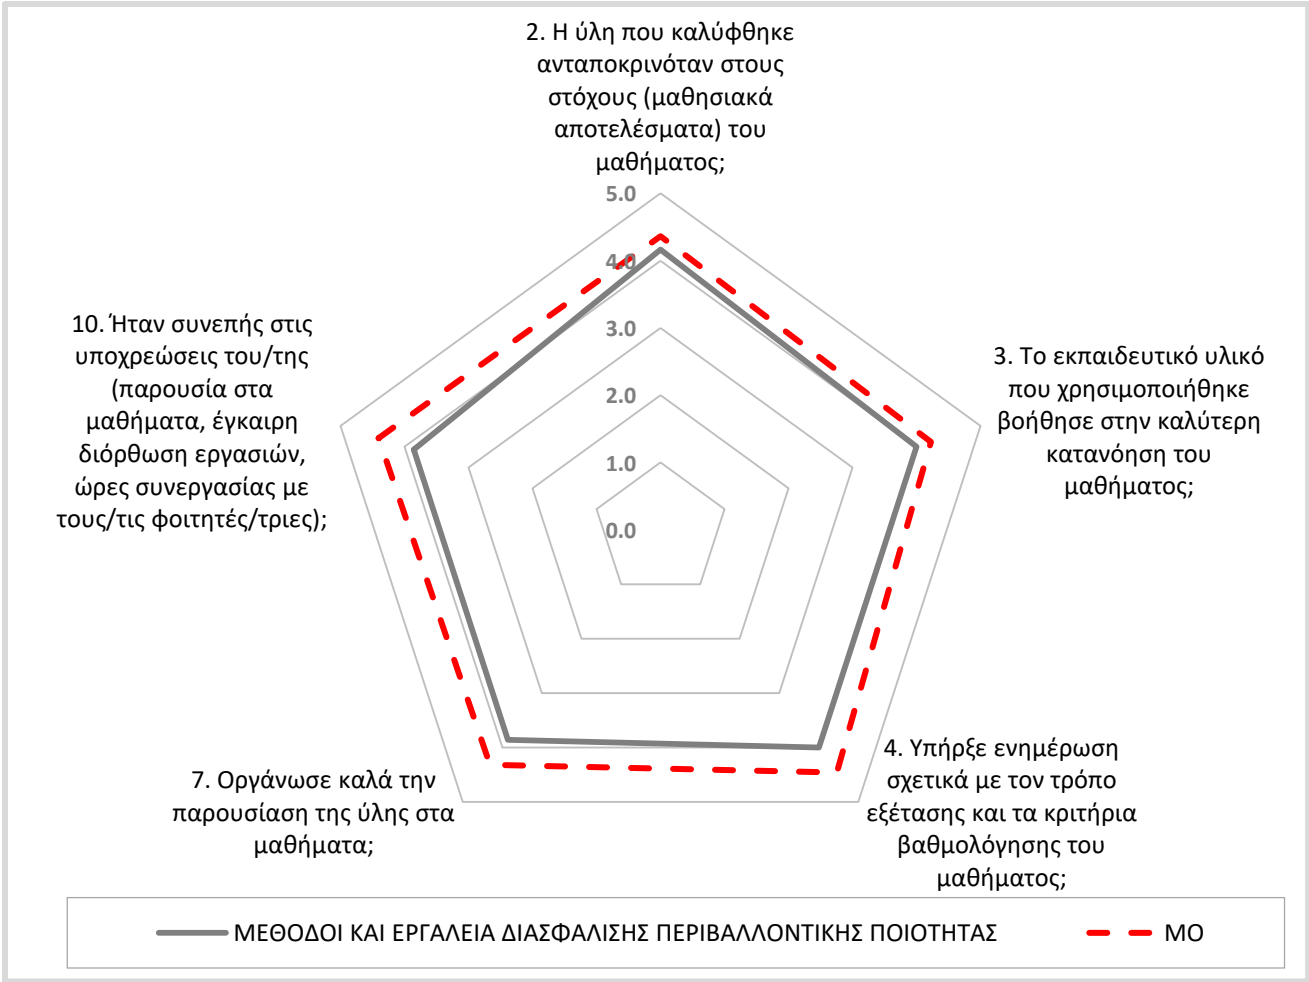 2. Η ύλη που καλύφθηκε
ανταποκρινόταν στους
στόχους (μαθησιακά
αποτελέσματα) του
μαθήματος;
5.0
4.0
3.0
2.0
1.0
0.0
3. Το εκπαιδευτικό υλικό
που χρησιμοποιήθηκε
βοήθησε στην καλύτερη
κατανόηση του
μαθήματος;
4. Υπήρξε ενημέρωση
σχετικά με τον τρόπο
εξέτασης και τα κριτήρια
βαθμολόγησης του
μαθήματος;
7. Οργάνωσε καλά την
παρουσίαση της ύλης στα
μαθήματα;
10. Ήταν συνεπής στις
υποχρεώσεις του/της
(παρουσία στα
μαθήματα, έγκαιρη
διόρθωση εργασιών,
ώρες συνεργασίας με
τους/τις φοιτητές/τριες);
ΜΕΘΟΔΟΙ ΚΑΙ ΕΡΓΑΛΕΙΑ ΔΙΑΣΦΑΛΙΣΗΣ ΠΕΡΙΒΑΛΛΟΝΤΙΚΗΣ ΠΟΙΟΤΗΤΑΣ
ΜΟ